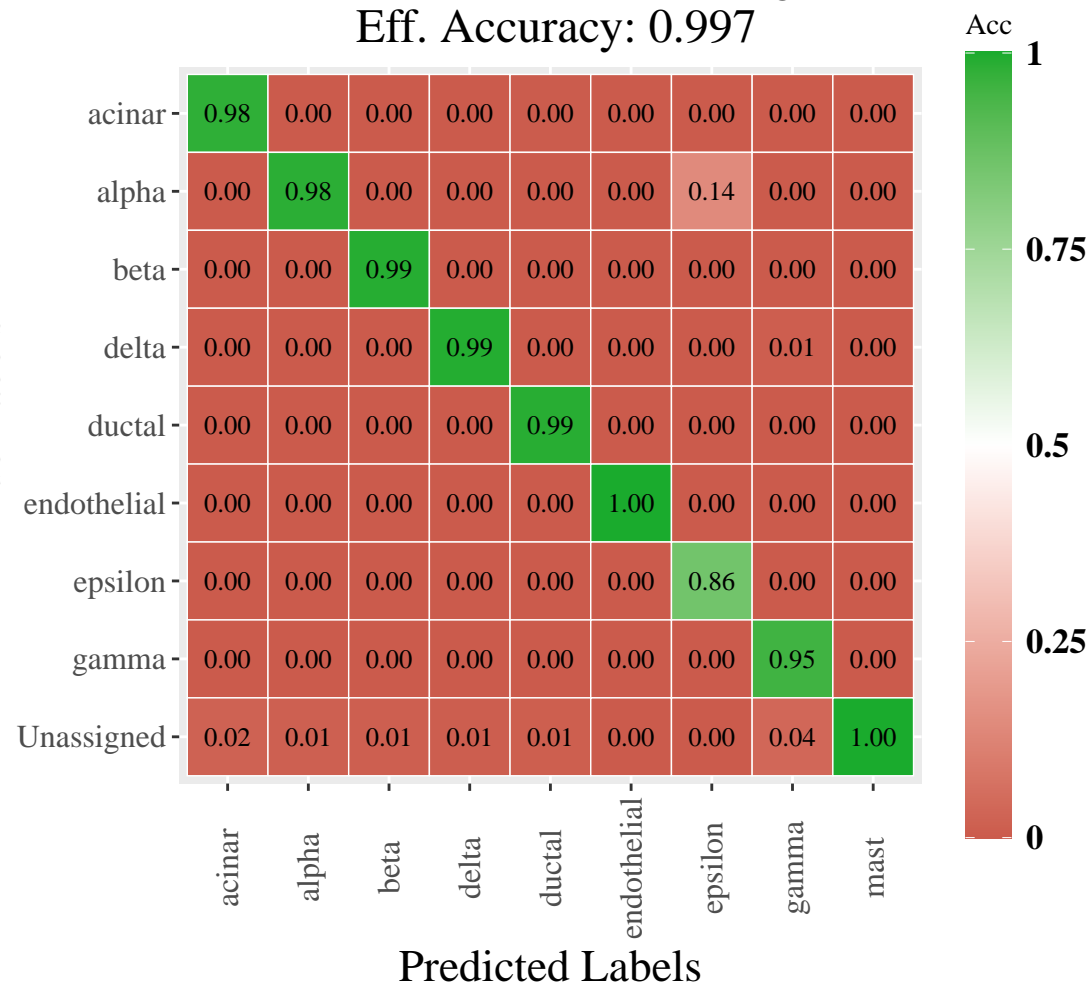 Eff. Accuracy: 0.997
Acc
1
0.75
0.5
0.25
0
acinar 0.98 0.00 0.00 0.00 0.00 0.00 0.00 0.00 0.00
alpha 0.00 0.98 0.00 0.00 0.00 0.00 0.14 0.00 0.00
beta 0.00 0.00 0.99 0.00 0.00 0.00 0.00 0.00 0.00
delta 0.00 0.00 0.00 0.99 0.00 0.00 0.00 0.01 0.00
ductal 0.00 0.00 0.00 0.00 0.99 0.00 0.00 0.00 0.00
endothelial 0.00 0.00 0.00 0.00 0.00 1.00 0.00 0.00 0.00
epsilon 0.00 0.00 0.00 0.00 0.00 0.00 0.86 0.00 0.00
gamma 0.00 0.00 0.00 0.00 0.00 0.00 0.00 0.95 0.00
Unassigned 0.02 0.01 0.01 0.01 0.01 0.00 0.00 0.04 1.00
acinar alpha beta delta ductal endothelial epsilon gamma mast
Predicted Labels